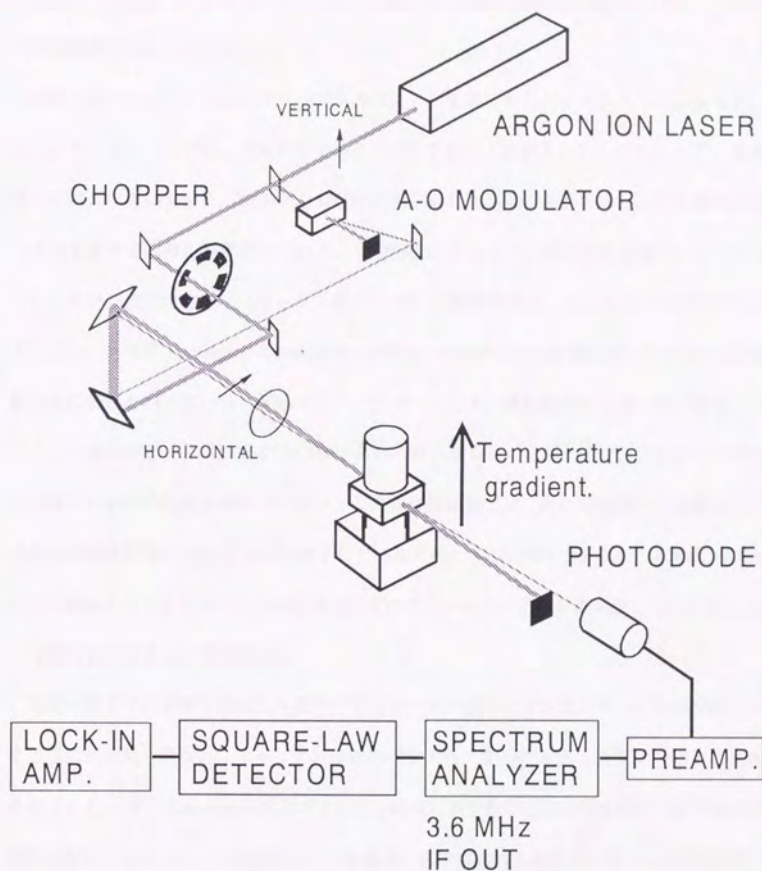 VERTICAL
ARGON ION LASER
CHOPPER
A-O MODULATOR
HORIZONTAL
Temperature
gradient.
PHOTODIODE
LOCK-IN
AMP.
SQUARE-LAW
DETECTOR
SPECTRUM
ANALYZER
PREAMP.
3.6 MHz
IF OUT